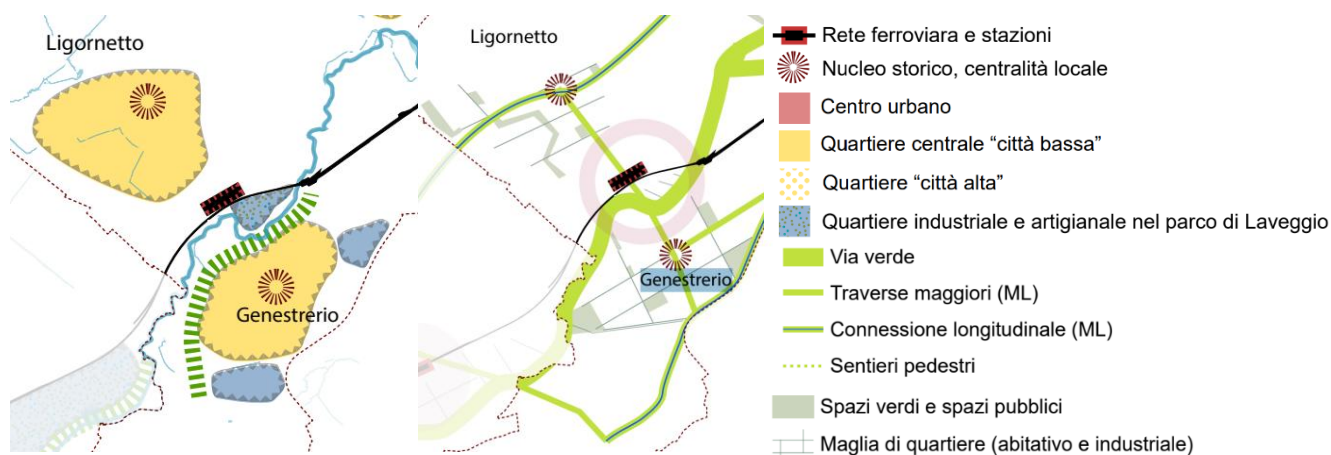 Ligornetto
Genestrerio
Ligornetto
Genestrerio
Rete ferroviara e stazioni
Nucleo storico, centralità locale
Centro urbano
Quartiere centrale “città bassa”
Quartiere “città alta”
Quartiere industriale e artigianale nel parco di Laveggio
Via verde
Traverse maggiori (ML)
Connessione longitudinale (ML)
Sentieri pedestri
Spazi verdi e spazi pubblici
Maglia di quartiere (abitativo e industriale)